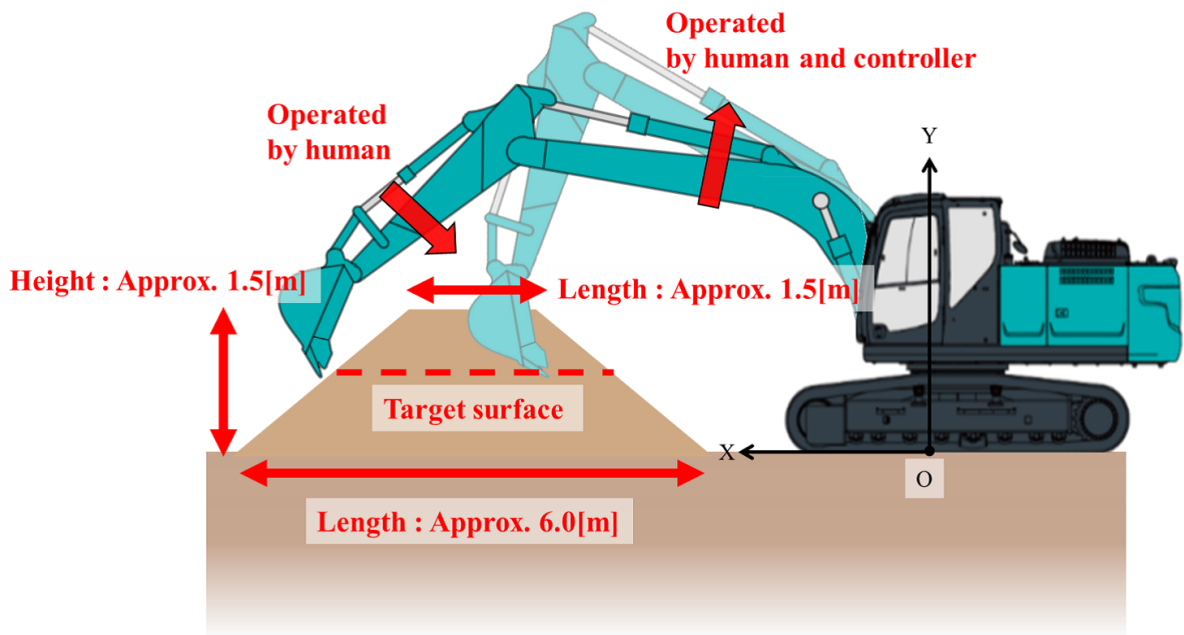 Operated
by human and controller
Operated
by human
Y
Height : Approx. 1.5[m]
Length : Approx. 1.5[m]
Target surface
X
O
Length : Approx. 6.0[m]